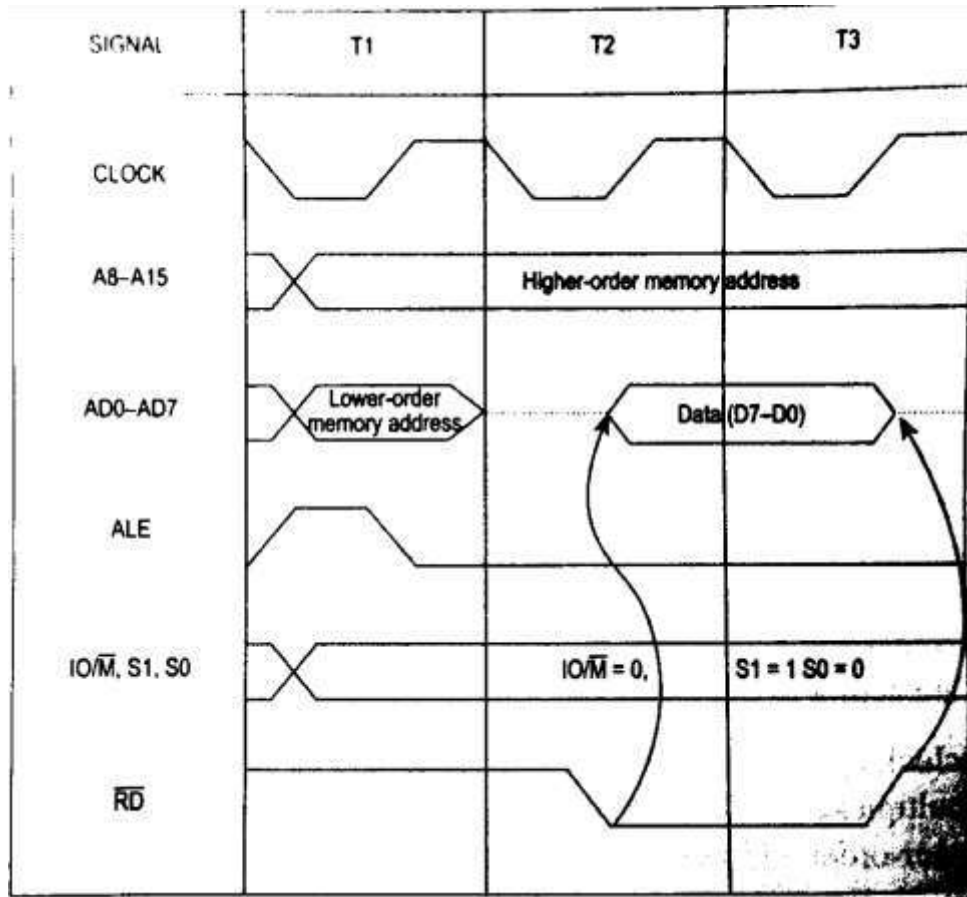 SIGNAL T1 T2 T3
CLOCK
A8–A15 Higher-order memory address
AD0–AD7 Lower-order memory address Data (D7–D0)
ALE
IO/M̅, S1, S0 IO/M̅ = 0, S1 = 1 S0 = 0
R̅D̅